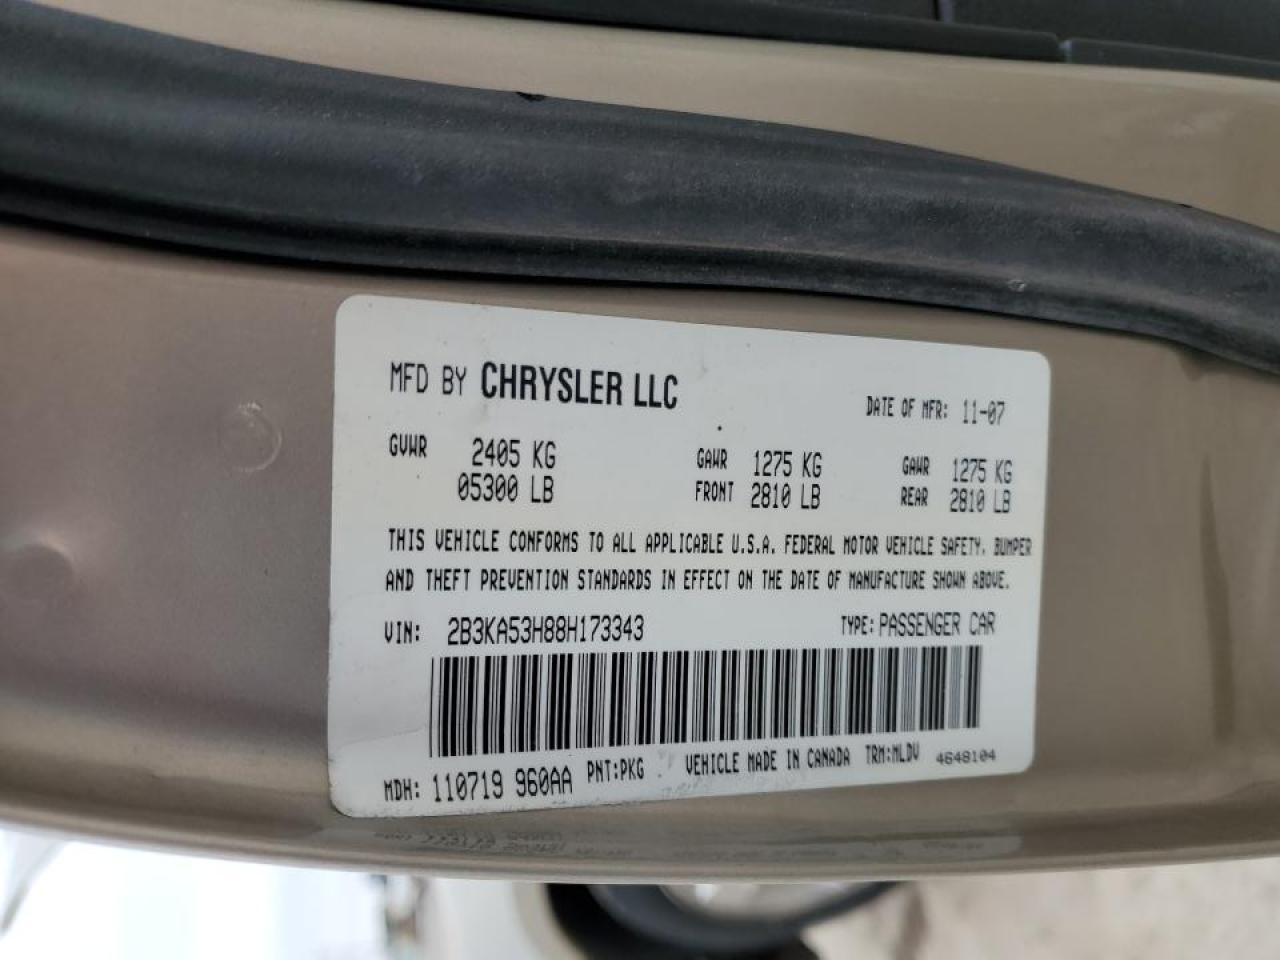 MFD BY CHRYSLER LLC DATE OF MFR: 11-07
GVWR 2405 KG GAWR 1275 KG GAWR 1275 KG
05300 LB FRONT 2810 LB REAR 2810 LB
THIS VEHICLE CONFORMS TO ALL APPLICABLE U.S.A. FEDERAL MOTOR VEHICLE SAFETY, BUMPER
AND THEFT PREVENTION STANDARDS IN EFFECT ON THE DATE OF MANUFACTURE SHOWN ABOVE.
VIN: 2B3KA53H88H173343 TYPE: PASSENGER CAR
MDH: 110719 960AA PNT:PKG VEHICLE MADE IN CANADA TRM:MLDV 4648104